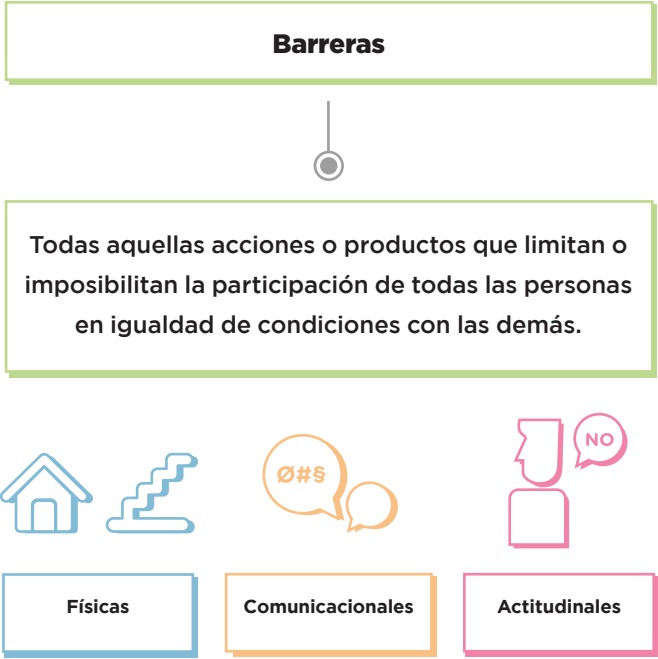 Barreras
Todas aquellas acciones o productos que limitan o
imposibilitan la participación de todas las personas
en igualdad de condiciones con las demás.
Ø#§
NO
Físicas
Comunicacionales
Actitudinales